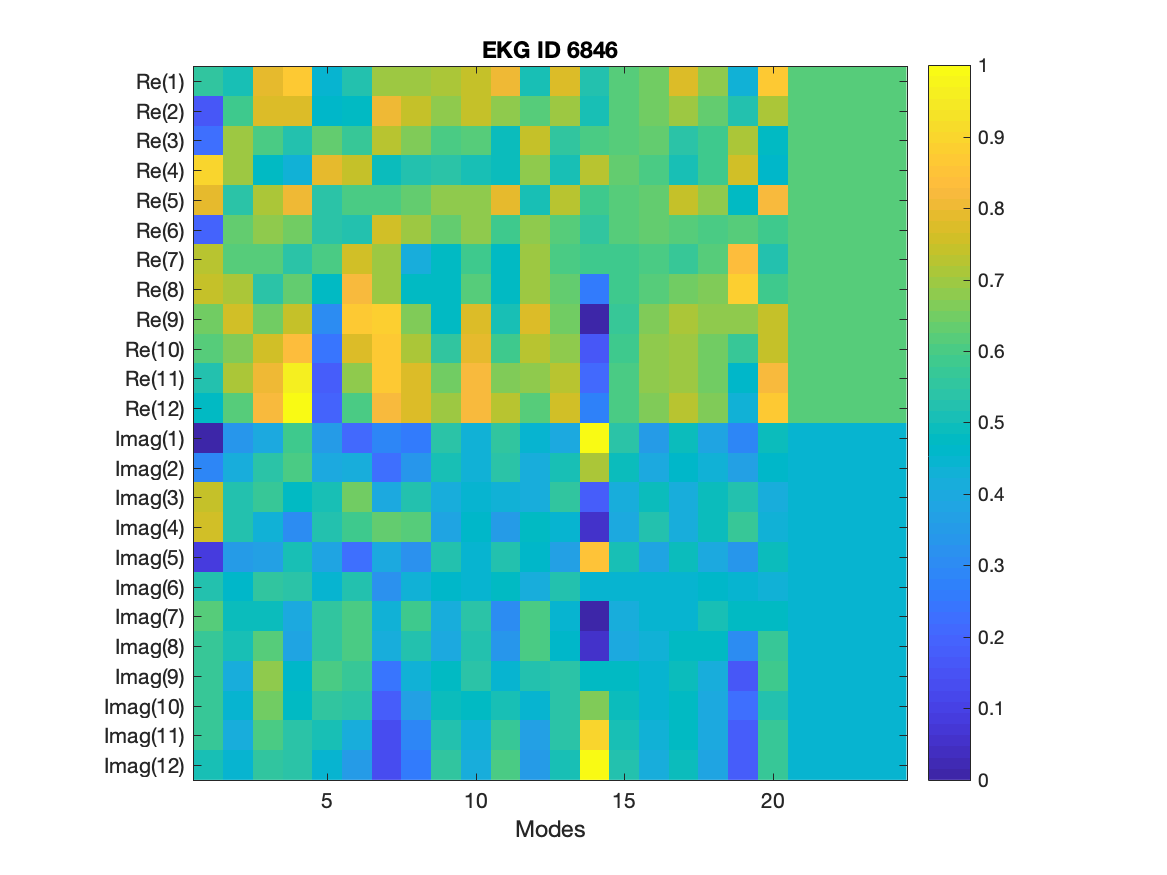 EKG ID 6846
Re(1)
Re(2)
Re(3)
Re(4)
Re(5)
Re(6)
Re(7)
Re(8)
Re(9)
Re(10)
Re(11)
Re(12)
Imag(1)
Imag(2)
Imag(3)
Imag(4)
Imag(5)
Imag(6)
Imag(7)
Imag(8)
Imag(9)
Imag(10)
Imag(11)
Imag(12)
5 10 15 20
Modes
1
0.9
0.8
0.7
0.6
0.5
0.4
0.3
0.2
0.1
0